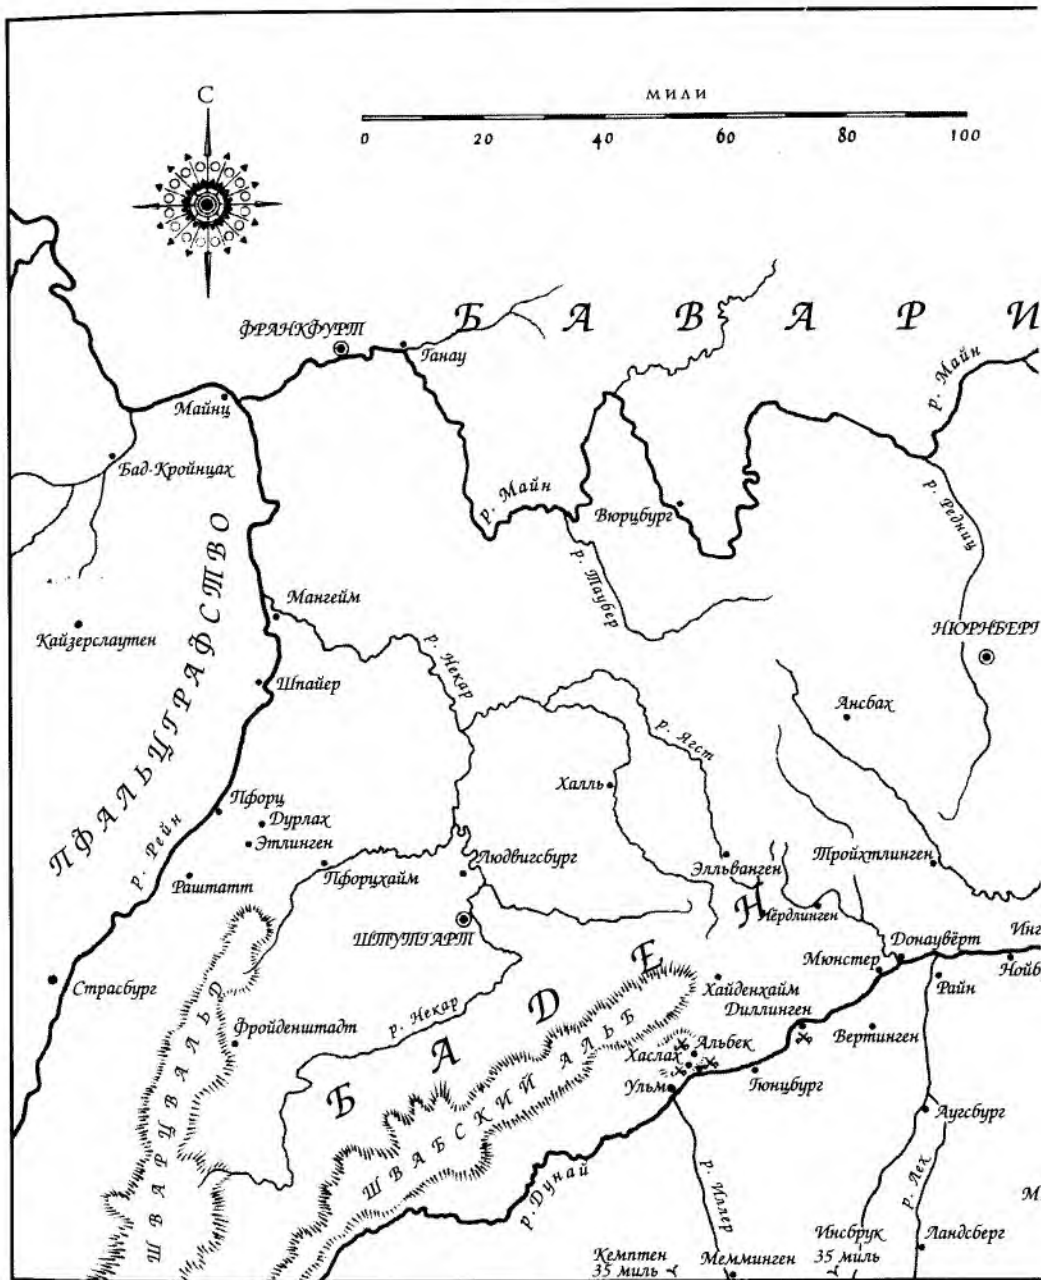 С
МИЛИ
0 20 40 60 80 100
БАВАРИ
ФРАНКФУРТ
Ганау
р. Майн
Майнц
Бад-Кройнцах
р. Майн
Вюрцбург
р. Редниц
р. Таубер
ПФАЛЬЦГРАФСТВО
Мангейм
Кайзерслаутен
р. Некар
НЮРНБЕРГ
Шпайер
Ансбах
р. Ягст
Халль
Пфорц
Дурлах
Этлинген
р. Рейн
Людвигсбург
Элльванген
Тройхтлинген
Раштатт
Пфорцхайм
Нёрдлинген
ШТУТГАРТ
Инг
Донаувёрт
Мюнстер
Нойб
БАДЕН
Страсбург
Хайденхайм
Райн
Диллинген
р. Некар
Фройденштадт
Альбек
Вертинген
Хаслах
Ульм
Гюнцбург
ШВАБСКИЙ АЛЬБ
Аугсбург
ШВАРЦВАЛЬД
р. Дунай
р. Иллер
р. Лех
М
Кемптен
35 миль
Мемминген
Инсбрук
35 миль
Ландсберг